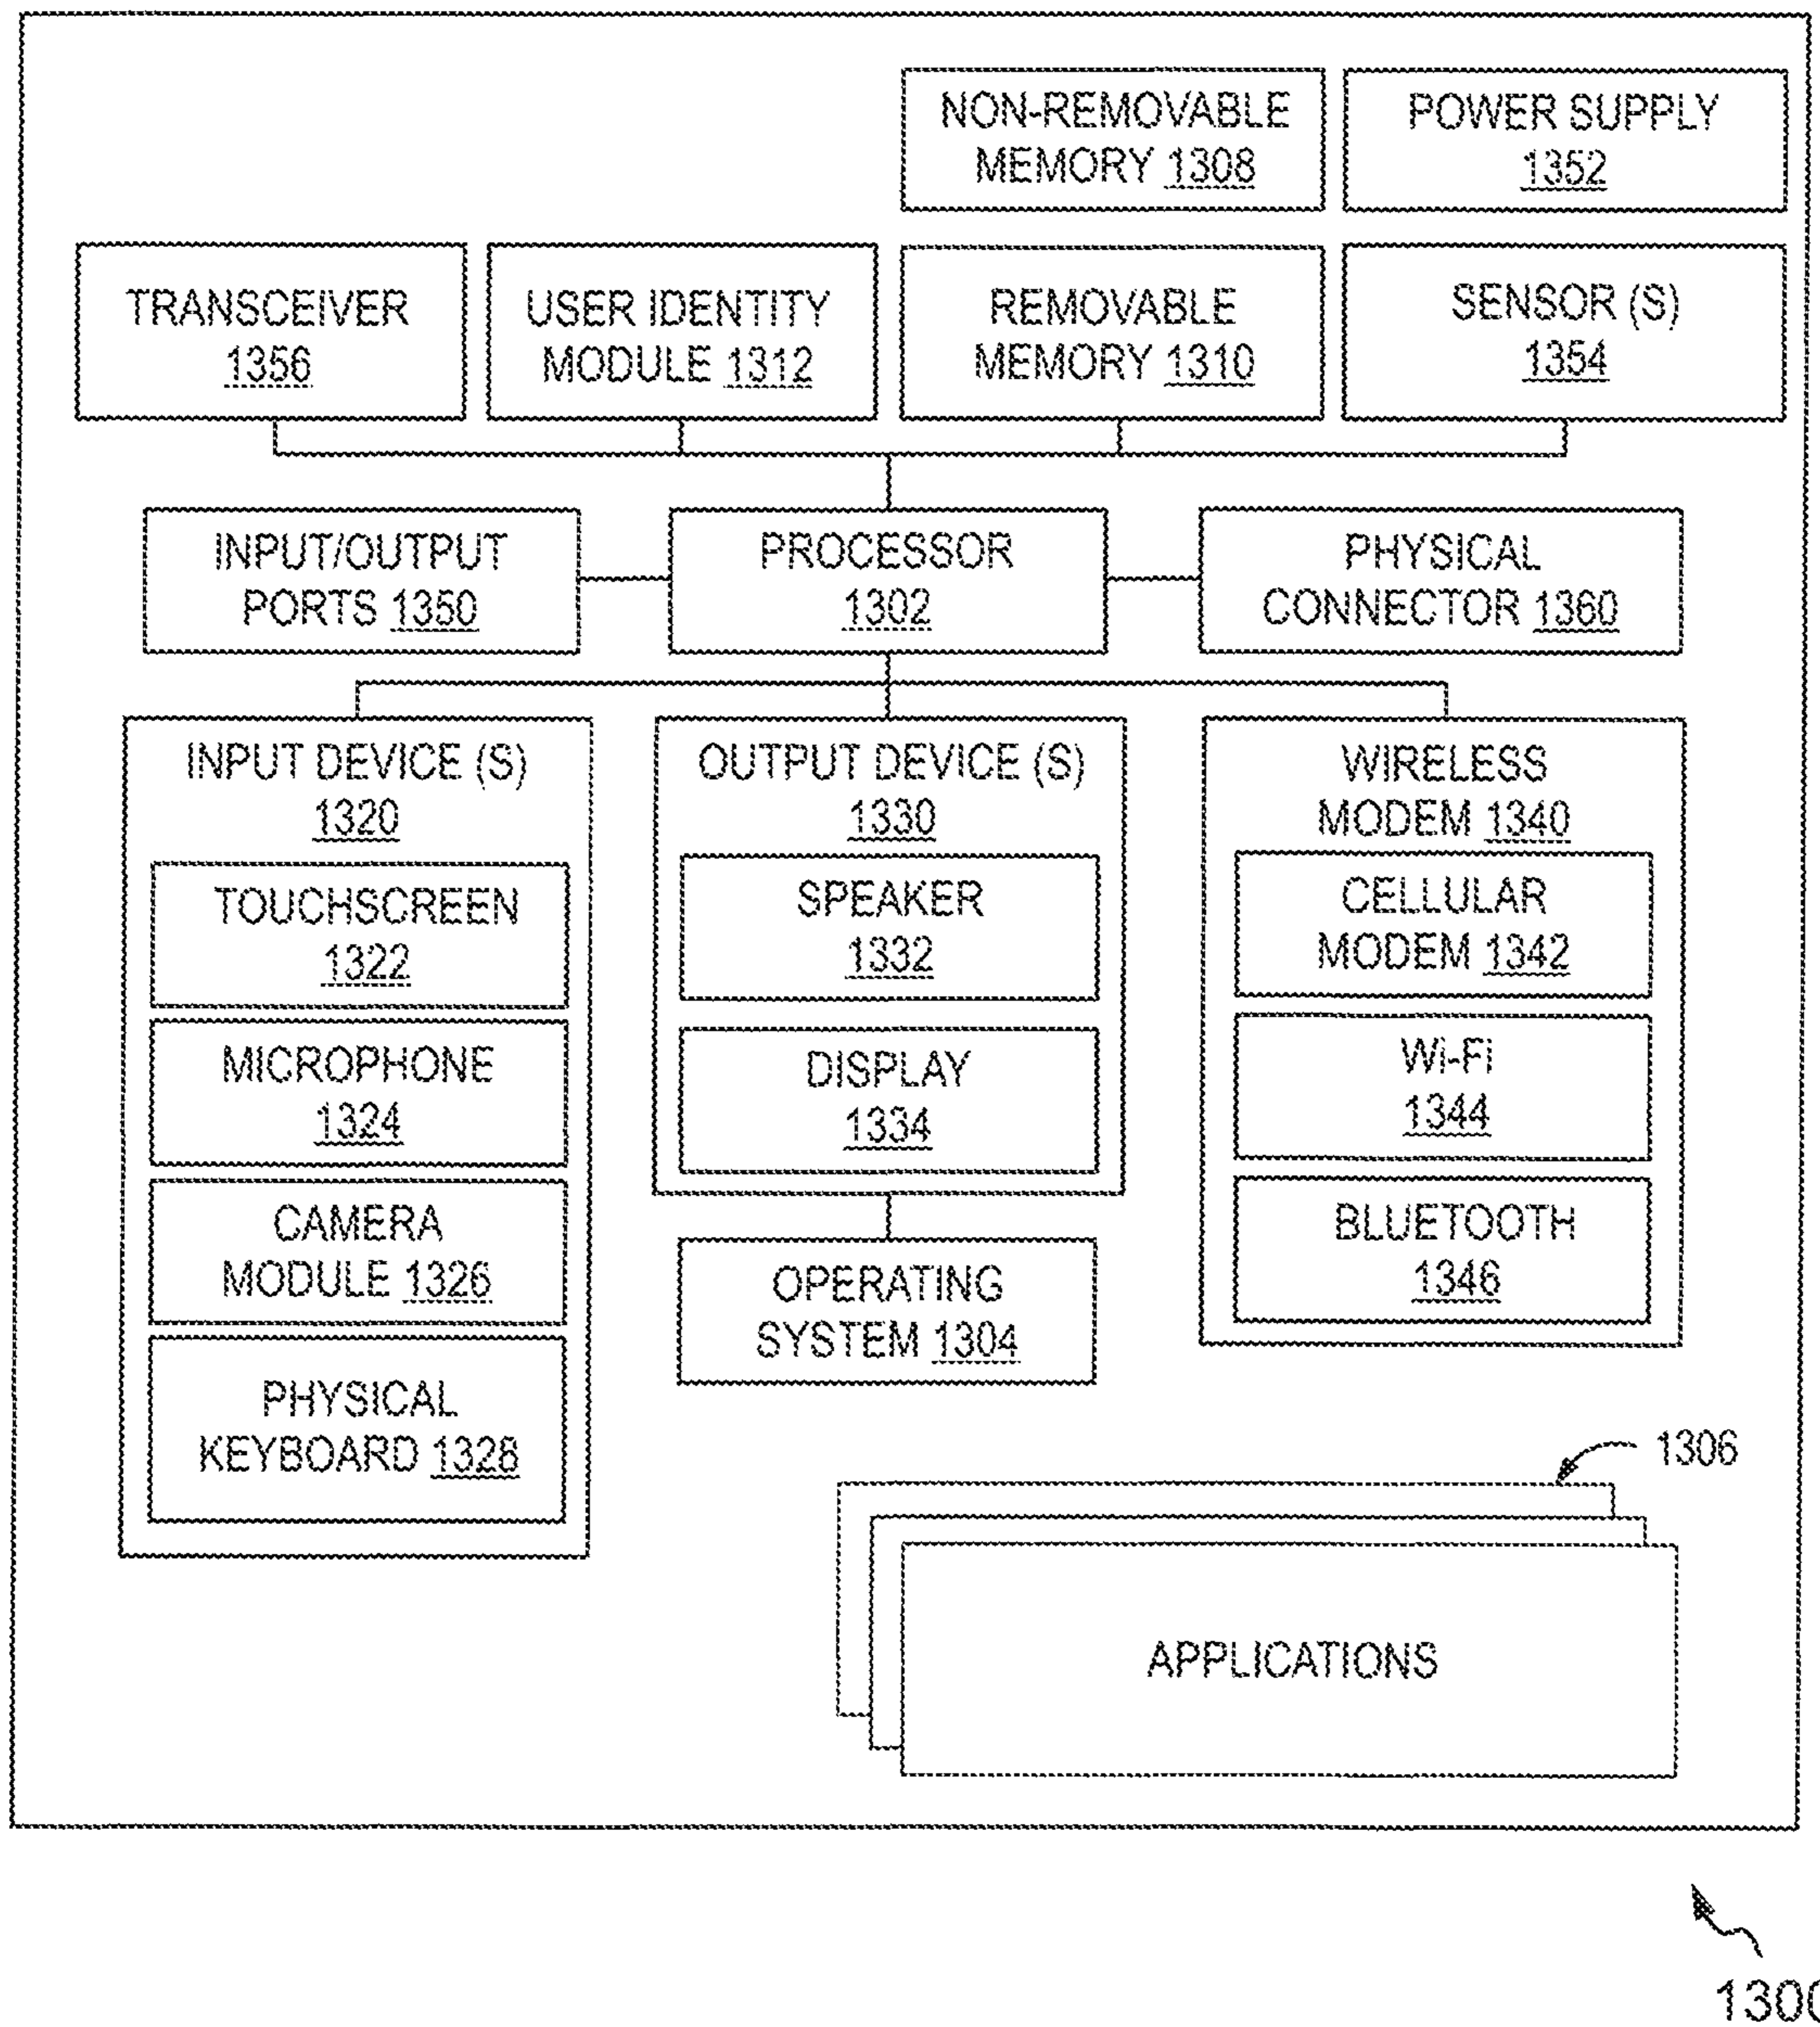 NON-REMOVABLE
MEMORY 1308
POWER SUPPLY
1352
TRANSCEIVER
1356
USER IDENTITY
MODULE 1312
REMOVABLE
MEMORY 1310
SENSOR (S)
1354
INPUT/OUTPUT
PORTS 1350
PROCESSOR
1302
PHYSICAL
CONNECTOR 1360
INPUT DEVICE (S)
1320
TOUCHSCREEN
1322
MICROPHONE
1324
CAMERA
MODULE 1326
PHYSICAL
KEYBOARD 1328
OUTPUT DEVICE (S)
1330
SPEAKER
1332
DISPLAY
1334
OPERATING
SYSTEM 1304
WIRELESS
MODEM 1340
CELLULAR
MODEM 1342
Wi-Fi
1344
BLUETOOTH
1346
1306
APPLICATIONS
1300